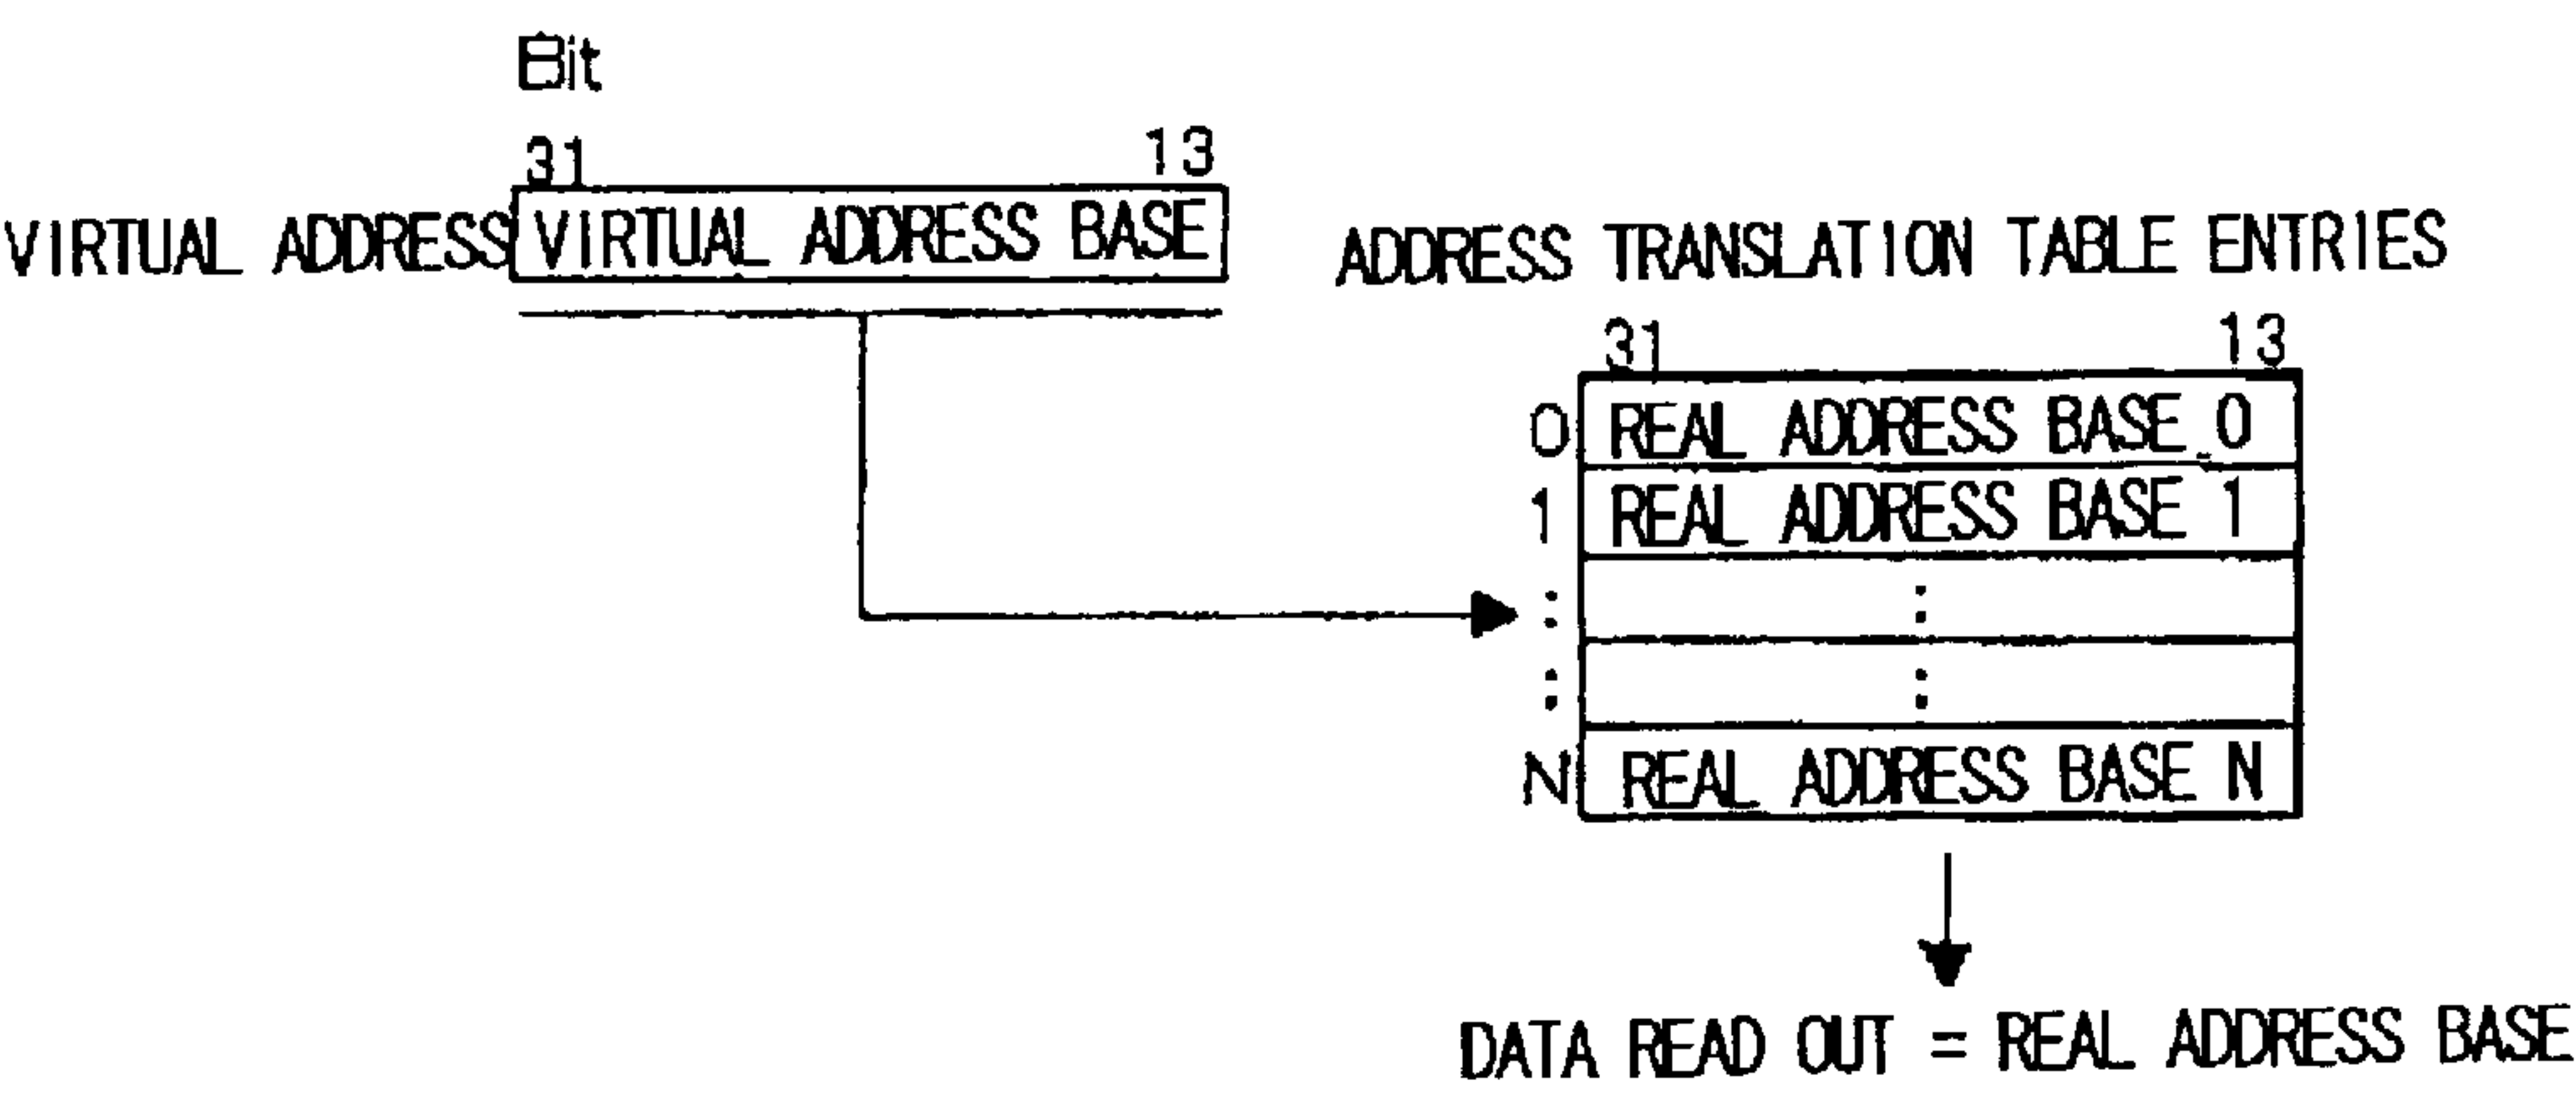 Bit
31 13
VIRTUAL ADDRESS VIRTUAL ADDRESS BASE
ADDRESS TRANSLATION TABLE ENTRIES
31 13
0 REAL ADDRESS BASE 0
1 REAL ADDRESS BASE 1
: :
: :
N REAL ADDRESS BASE N
DATA READ OUT = REAL ADDRESS BASE